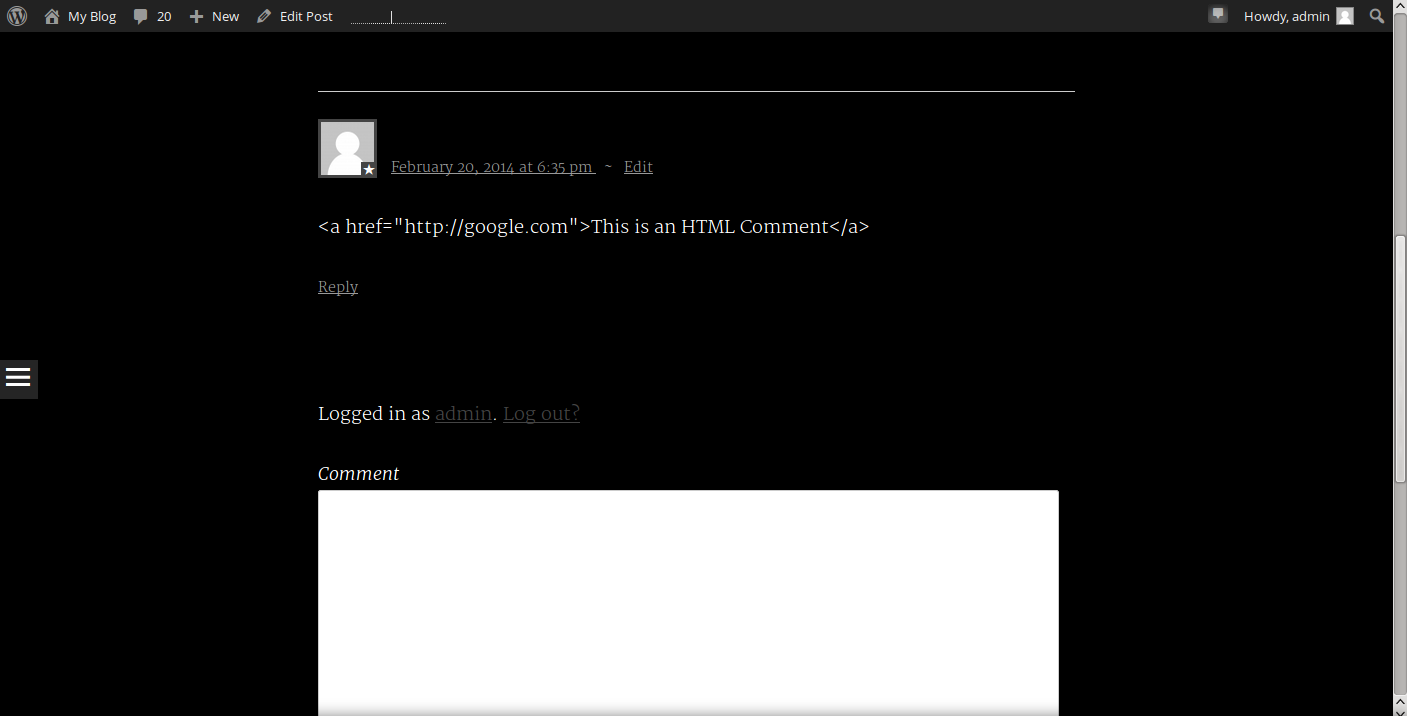 My Blog 20 New Edit Post Howdy, admin
February 20, 2014 at 6:35 pm ~ Edit
<a href="http://google.com">This is an HTML Comment</a>
Reply
Logged in as admin. Log out?
Comment